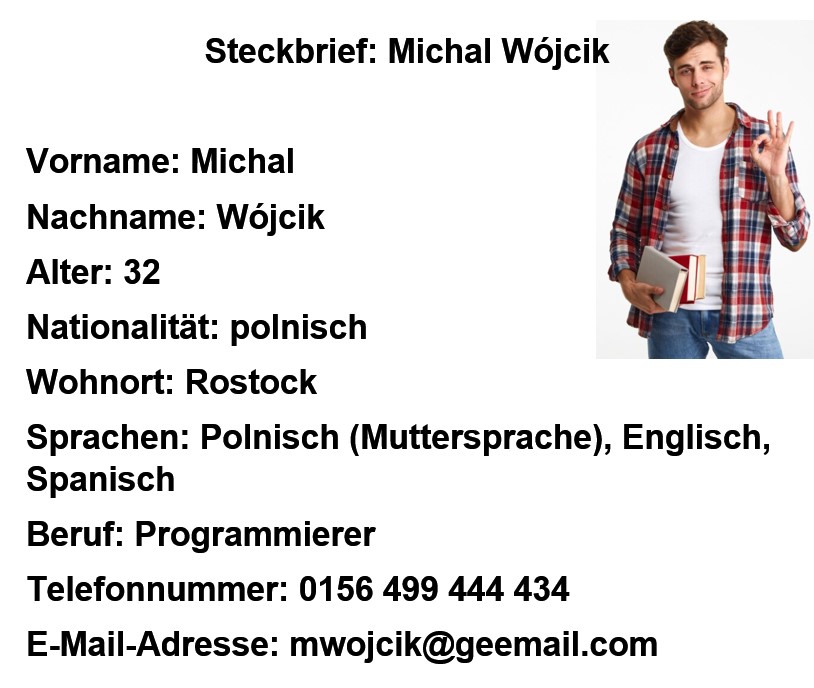 Steckbrief: Michal Wójcik
Vorname: Michal
Nachname: Wójcik
Alter: 32
Nationalität: polnisch
Wohnort: Rostock
Sprachen: Polnisch (Muttersprache), Englisch,
Spanisch
Beruf: Programmierer
Telefonnummer: 0156 499 444 434
E-Mail-Adresse: mwojcik@geemail.com